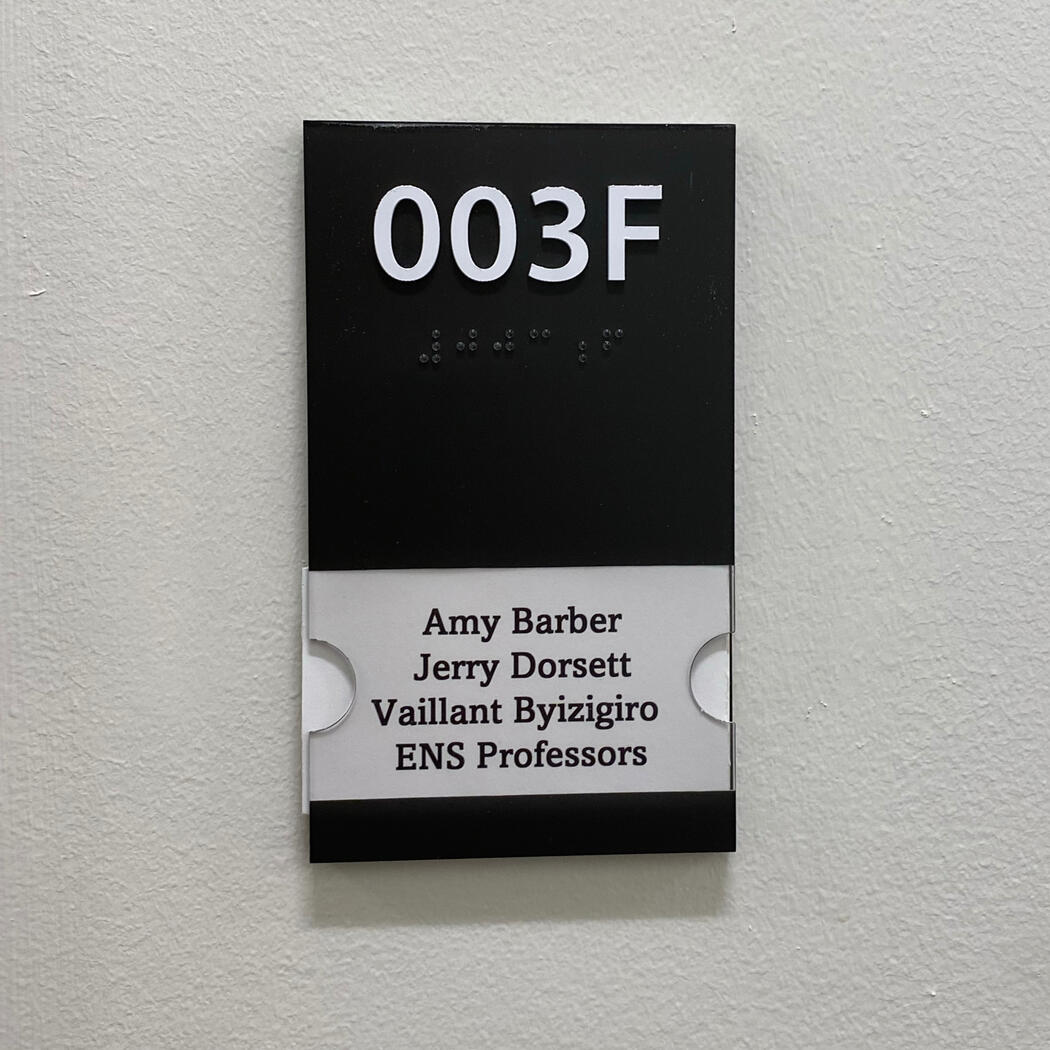 003F
⠼⠚⠚⠉⠰⠋
Amy Barber
Jerry Dorsett
Vaillant Byizigiro
ENS Professors